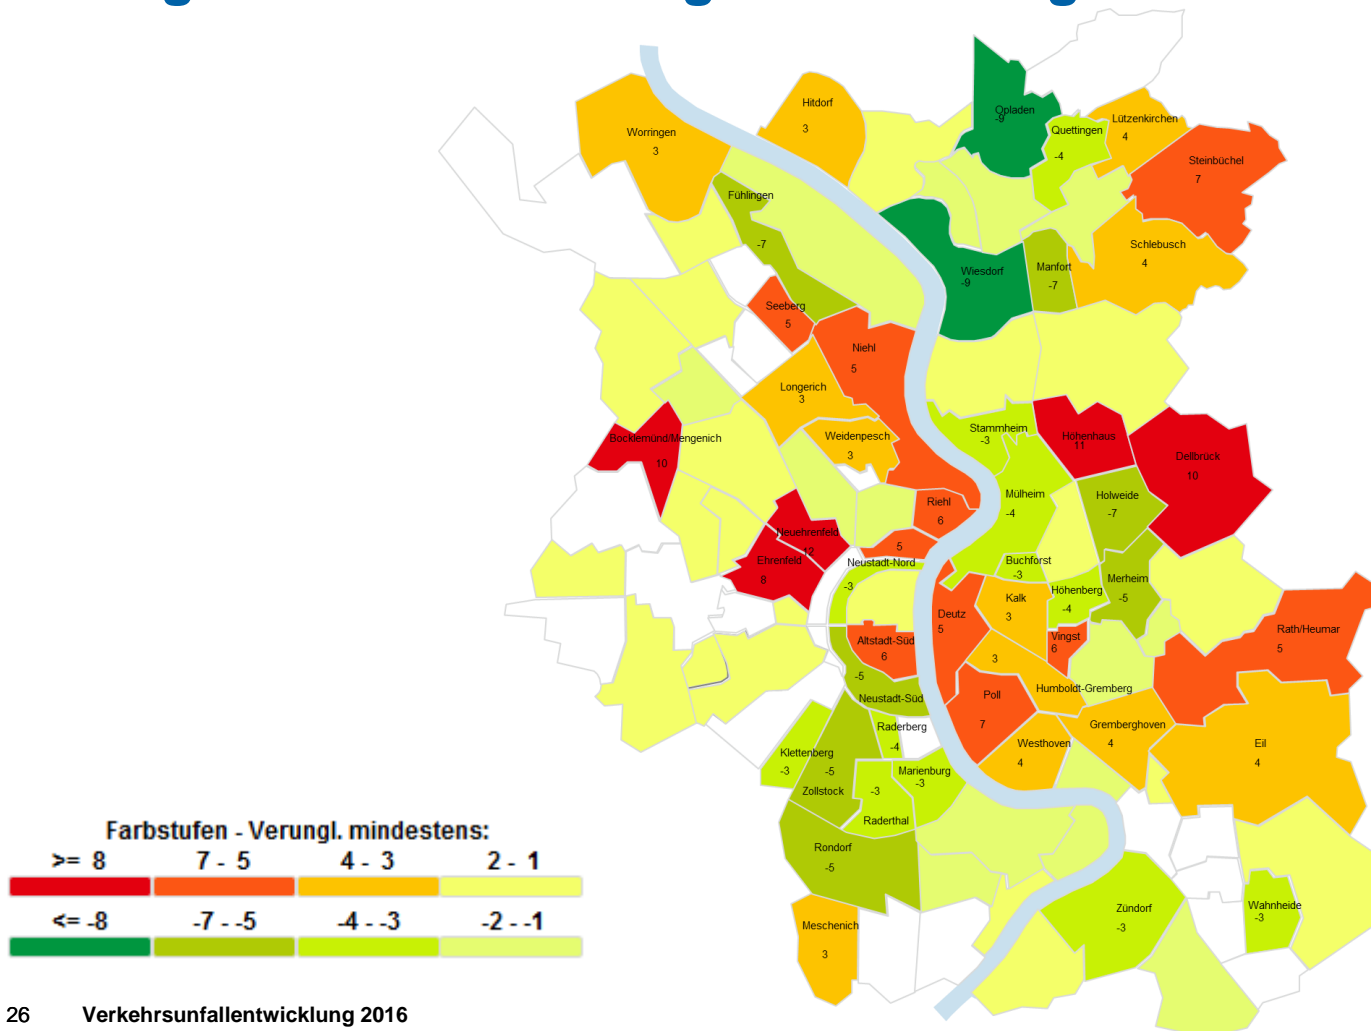 Opladen
-9
Hitdorf
3
Lützenkirchen
4
Quettingen
-4
Worringen
3
Steinbüchel
7
Fühlingen
-7
Schlebusch
4
Wiesdorf
-9
Manfort
-7
Seeberg
5
Niehl
5
Longerich
3
Stammheim
-3
Höhenhaus
11
Weidenpesch
3
Bocklemünd/Mengenich
10
Dellbrück
10
Mülheim
-4
Holweide
-7
Riehl
6
Neuehrenfeld
12
5
Ehrenfeld
8
Neustadt-Nord
-3
Buchforst
-3
Merheim
-5
Höhenberg
-4
Kalk
3
Deutz
5
Rath/Heumar
5
Vingst
6
Altstadt-Süd
6
3
-5
Humboldt-Gremberg
Neustadt-Süd
Poll
7
Raderberg
-4
Gremberghoven
4
Westhoven
4
Eil
4
Klettenberg
-3
-5
Zollstock
Marienburg
-3
-3
Raderthal
Farbstufen - Verungl. mindestens:
>= 8 7 - 5 4 - 3 2 - 1
<= -8 -7 - -5 -4 - -3 -2 - -1
Rondorf
-5
Zündorf
-3
Wahnheide
-3
Meschenich
3
26 Verkehrsunfallentwicklung 2016